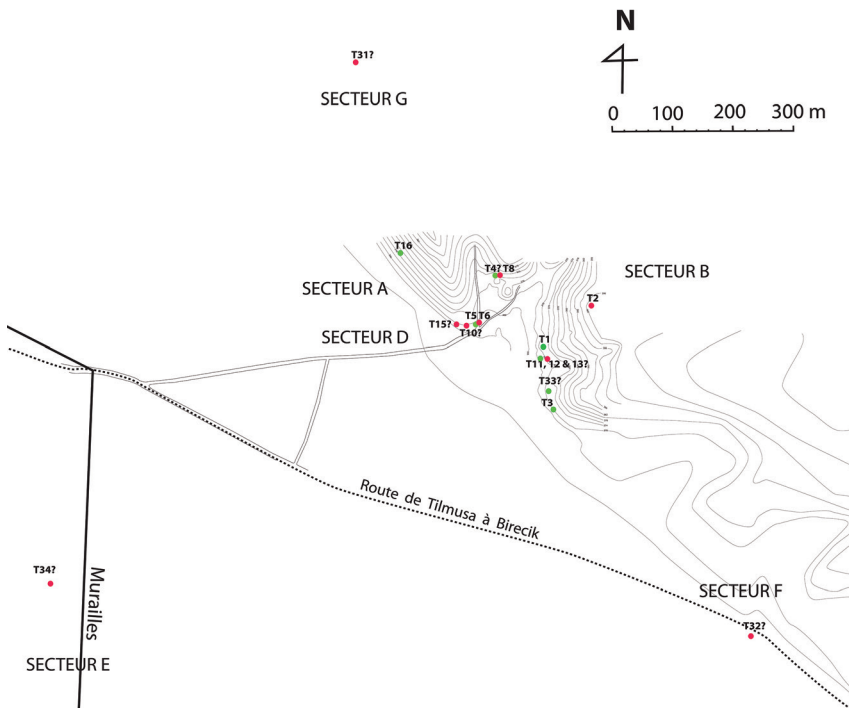 N
T31?
SECTEUR G
0 100 200 300 m
T16
T4? T8
SECTEUR B
SECTEUR A
T2
T5 T6
T15?
T10?
SECTEUR D
T1
T11, 12 & 13?
T33?
T3
Route de Tilmusa à Birecik
T34?
Murailles
SECTEUR F
T32?
SECTEUR E